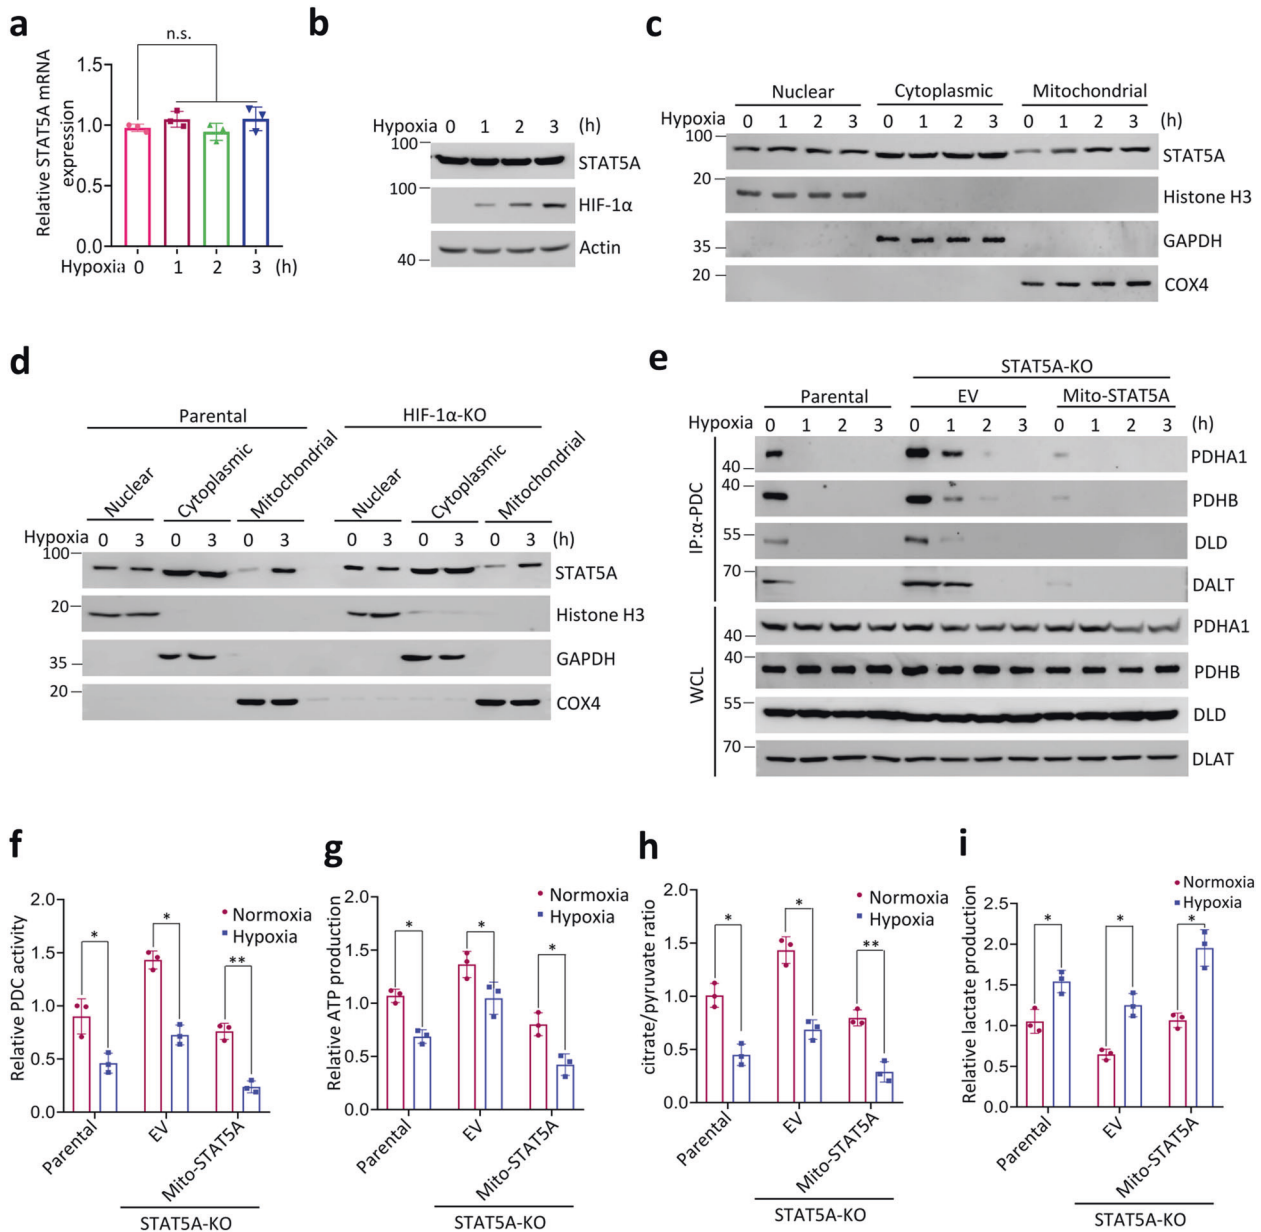 a
n.s.
Relative STAT5A mRNA
expression
1.5
1.0
0.5
0.0
Hypoxia 0 1 2 3 (h)
b
Hypoxia 0 1 2 3 (h)
100
STAT5A
100
HIF-1α
Actin
40
c
Nuclear Cytoplasmic Mitochondrial
Hypoxia 0 1 2 3 0 1 2 3 0 1 2 3 (h)
100
STAT5A
20
Histone H3
GAPDH
35
20
COX4
d
Parental HIF-1α-KO
Nuclear Cytoplasmic Mitochondrial Nuclear Cytoplasmic Mitochondrial
Hypoxia 0 3 0 3 0 3 0 3 0 3 0 3 (h)
100
STAT5A
20
Histone H3
GAPDH
35
20
COX4
e
STAT5A-KO
Parental EV Mito-STAT5A
Hypoxia 0 1 2 3 0 1 2 3 0 1 2 3 (h)
IP:α-PDC
PDHA1
40
40
PDHB
55
DLD
70
DALT
WCL
PDHA1
40
40
PDHB
55
DLD
70
DLAT
f
Relative PDC activity
2.0
1.5
1.0
0.5
0.0
Normoxia
Hypoxia
* * **
Parental EV Mito-STAT5A
STAT5A-KO
g
Relative ATP production
2.0
1.5
1.0
0.5
0.0
Normoxia
Hypoxia
* * *
Parental EV Mito-STAT5A
STAT5A-KO
h
citrate/pyruvate ratio
2.0
1.5
1.0
0.5
0.0
Normoxia
Hypoxia
* * **
Parental EV Mito-STAT5A
STAT5A-KO
i
Relative lactate production
2.5
2.0
1.5
1.0
0.5
0.0
Normoxia
Hypoxia
* * *
Parental EV Mito-STAT5A
STAT5A-KO